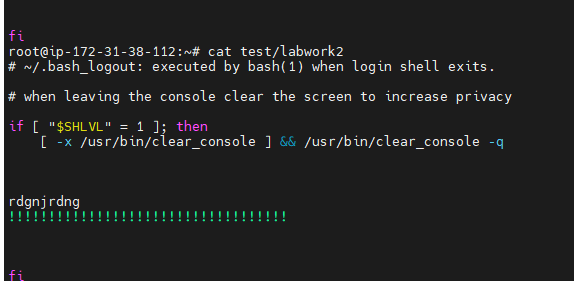 fi
root@ip-172-31-38-112:~# cat test/labwork2
# ~/.bash_logout: executed by bash(1) when login shell exits.
# when leaving the console clear the screen to increase privacy
if [ "$SHLVL" = 1 ]; then
    [ -x /usr/bin/clear_console ] && /usr/bin/clear_console -q
rdgnjrdng
!!!!!!!!!!!!!!!!!!!!!!!!!!!!!!!!!!!
fi